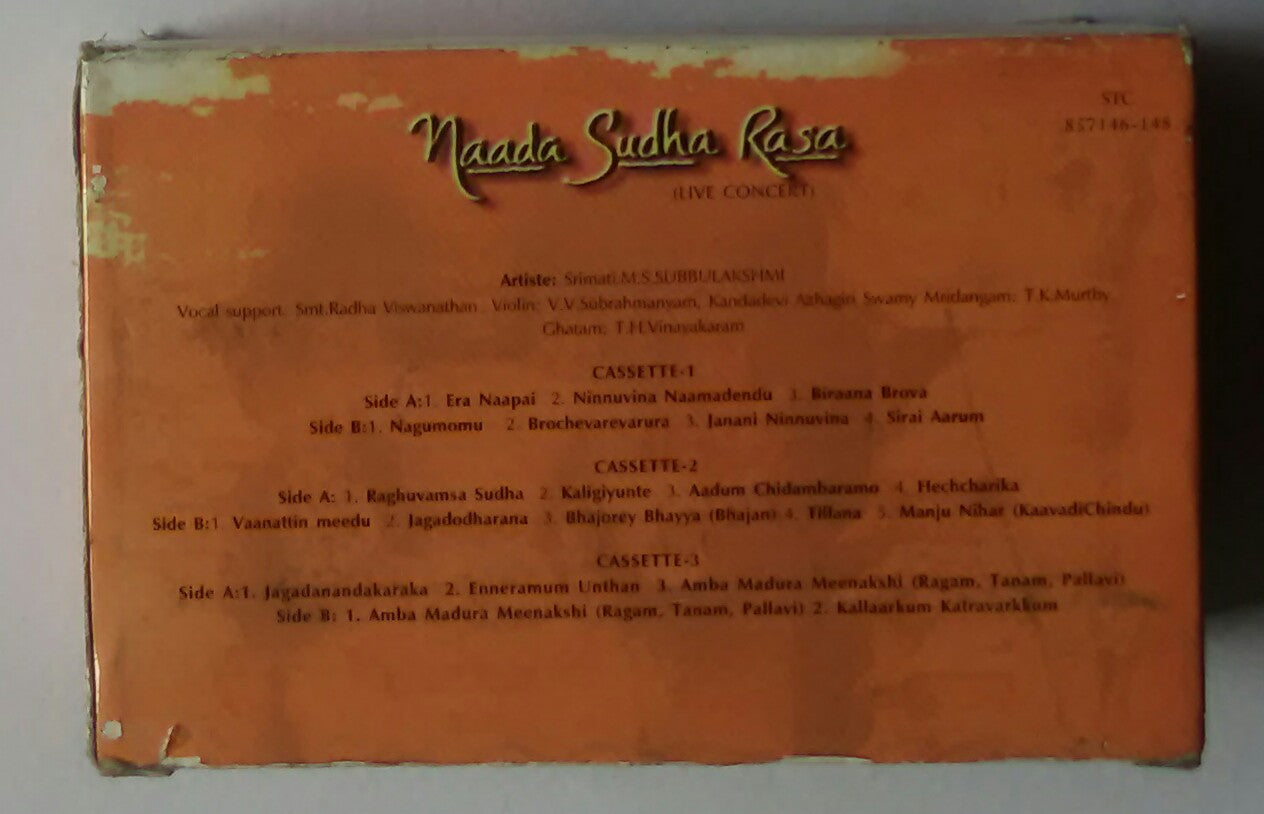 Naada Sudha Rasa
(LIVE CONCERT)
STC
857146-148
Artiste: Srimati.M.S.SUBBULAKSHMI
Vocal support: Smt.Radha Viswanathan Violin: V.V.Subrahmanyam, Kandadevi Azhagiri Swamy Mridangam: T.K.Murthy,
Ghatam: T.H.Vinayakaram
CASSETTE-1
Side A:1. Era Naapai 2. Ninnuvina Naamadendu 3. Biraana Brova
Side B:1. Nagumomu 2. Brochevarevarura 3. Janani Ninnuvina 4. Sirai Aarum
CASSETTE-2
Side A: 1. Raghuvamsa Sudha 2. Kaligiyunte 3. Aadum Chidambaramo 4. Hechcharika
Side B:1. Vaanattin meedu 2. Jagadodharana 3. Bhajorey Bhayya (Bhajan) 4. Tillana 5. Manju Nihar (KaavadiChindu)
CASSETTE-3
Side A:1. Jagadanandakaraka 2. Enneramum Unthan 3. Amba Madura Meenakshi (Ragam, Tanam, Pallavi)
Side B: 1. Amba Madura Meenakshi (Ragam, Tanam, Pallavi) 2. Kallaarkum Katravarkkum